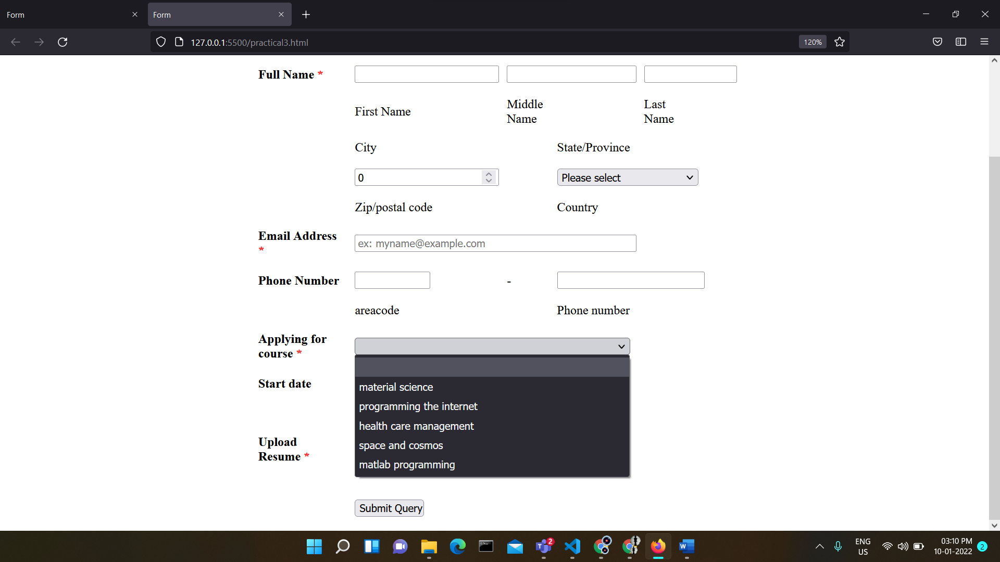 Form
Form
127.0.0.1:5500/practical3.html
120%
Full Name *
First Name
Middle
Name
Last
Name
City
State/Province
0
Please select
Zip/postal code
Country
Email Address
*
ex: myname@example.com
Phone Number
-
areacode
Phone number
Applying for
course *
material science
programming the internet
health care management
space and cosmos
matlab programming
Start date
Upload
Resume *
Submit Query
2
ENG
US
03:10 PM
10-01-2022
2